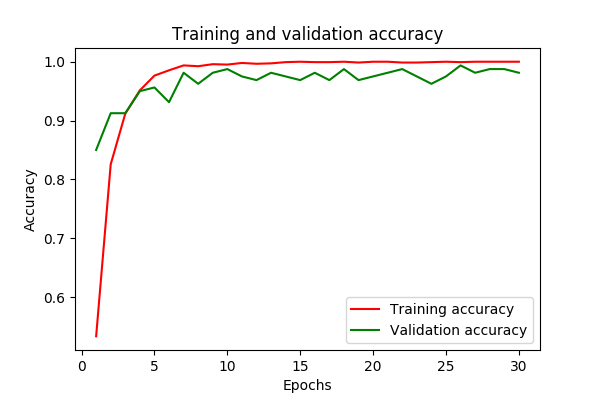 Training and validation accuracy
1.0
0.9
0.8
0.7
0.6
Accuracy
Training accuracy
Validation accuracy
0 5 10 15 20 25 30
Epochs